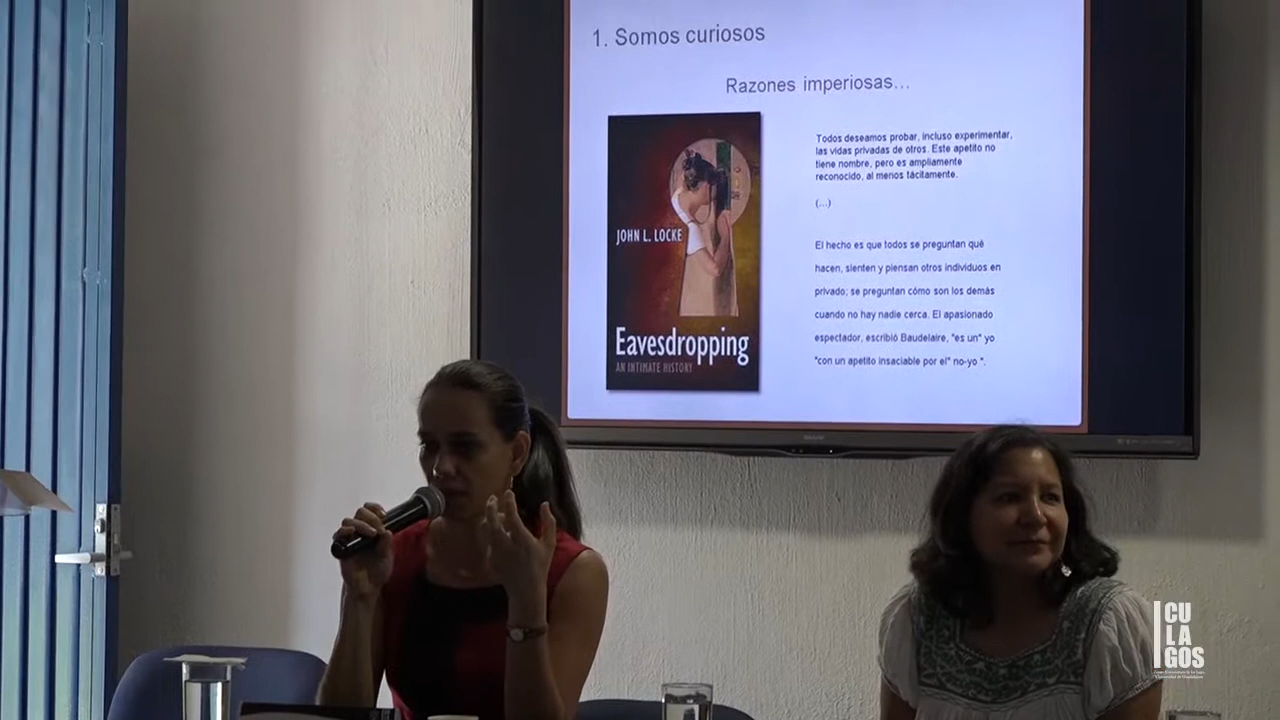 1. Somos curiosos
Razones imperiosas...
Todos deseamos probar, incluso experimentar,
las vidas privadas de otros. Este apetito no
tiene nombre, pero es ampliamente
reconocido, al menos tácitamente.
(...)
El hecho es que todos se preguntan qué
hacen, sienten y piensan otros individuos en
privado; se preguntan cómo son los demás
cuando no hay nadie cerca. El apasionado
espectador, escribió Baudelaire, "es un" yo
"con un apetito insaciable por el" no-yo ".
JOHN L. LOCKE
Eavesdropping
AN INTIMATE HISTORY
CU
LA
GOS